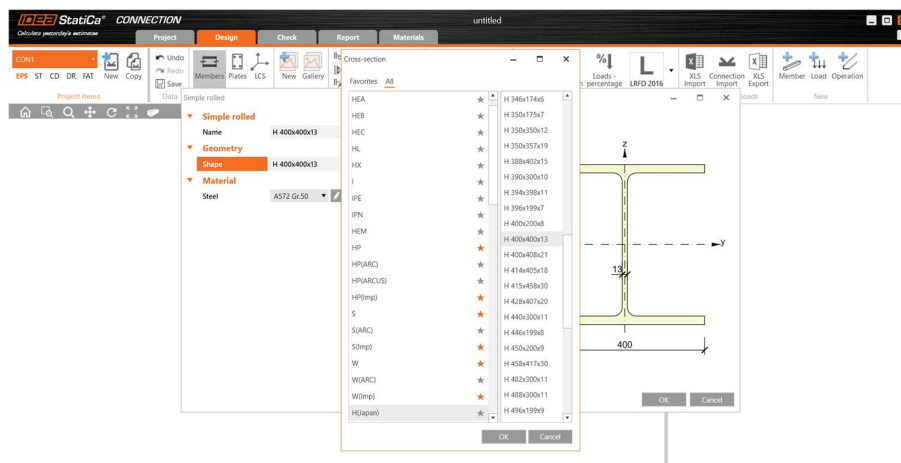 IDEA StatiCa® CONNECTION
untitled
Calculate yesterday's estimates
Project Design Check Report Materials
CON1
EPS ST CD DR FAT
New Copy
Undo
Redo
Save
Members Plates LCS
New Gallery
Loads - percentage
LRFD 2016
XLS Import
Connection Import
XLS Export
Member Load Operation
Project items
Data
New
Simple rolled
Simple rolled
Name H 400x400x13
Geometry
Shape H 400x400x13
Material
Steel A572 Gr.50
Cross-section
Favorites All
HEA
HEB
HEC
HL
HX
I
IPE
IPN
HEM
HP
HP(ARC)
HP(ARCUS)
HP(Imp)
S
S(ARC)
S(Imp)
W
W(ARC)
W(Imp)
H(Japan)
H 346x174x6
H 350x175x7
H 350x350x12
H 350x357x19
H 388x402x15
H 390x300x10
H 394x398x11
H 396x199x7
H 400x200x8
H 400x400x13
H 400x408x21
H 414x405x18
H 415x458x30
H 428x407x20
H 440x300x11
H 446x199x8
H 450x200x9
H 458x417x30
H 482x300x11
H 488x300x11
H 496x199x9
OK Cancel
z
y
13
400
OK Cancel